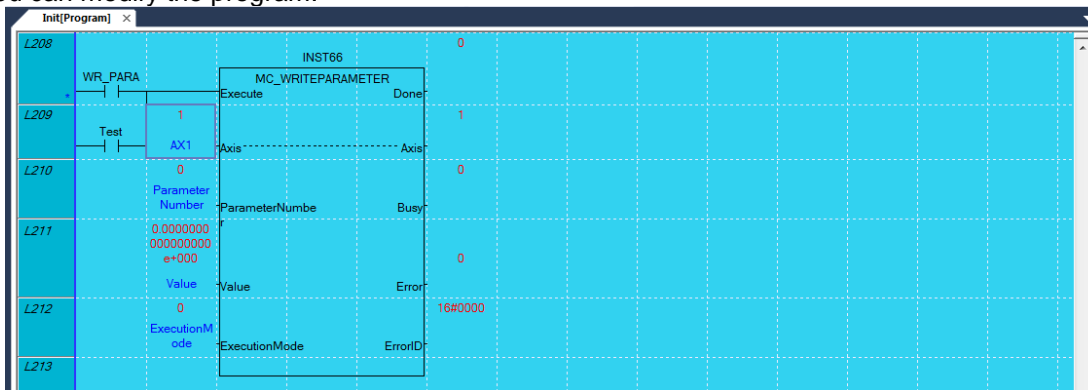 Init[Program] ×
L208
0
INST66
WR_PARA
MC_WRITEPARAMETER
Execute Done
L209
1
1
Test
AX1
Axis Axis
L210
0
0
Parameter
Number
ParameterNumbe
r
Busy
L211
0.0000000
000000000
e+000
0
Value
Value Error
L212
0
16#0000
ExecutionM
ode
ExecutionMode ErrorID
L213